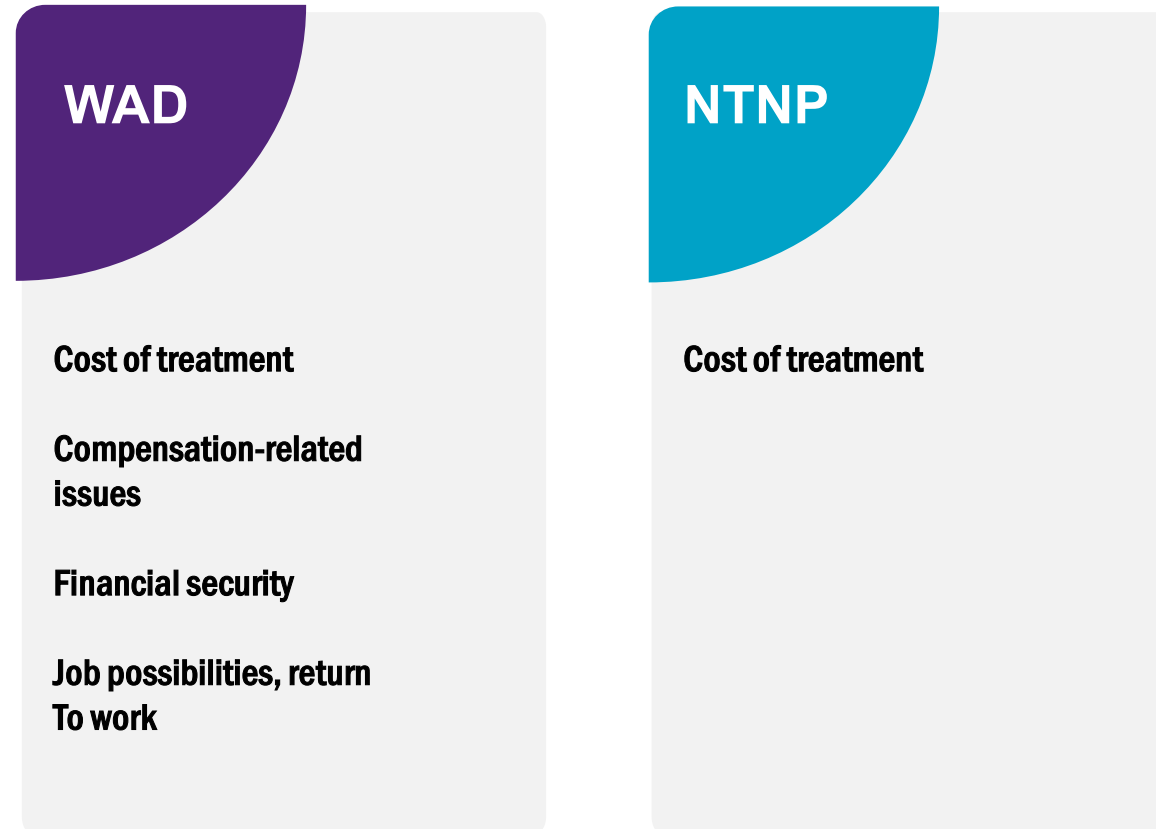 WAD
Cost of treatment
Compensation-related
issues
Financial security
Job possibilities, return
To work
NTNP
Cost of treatment